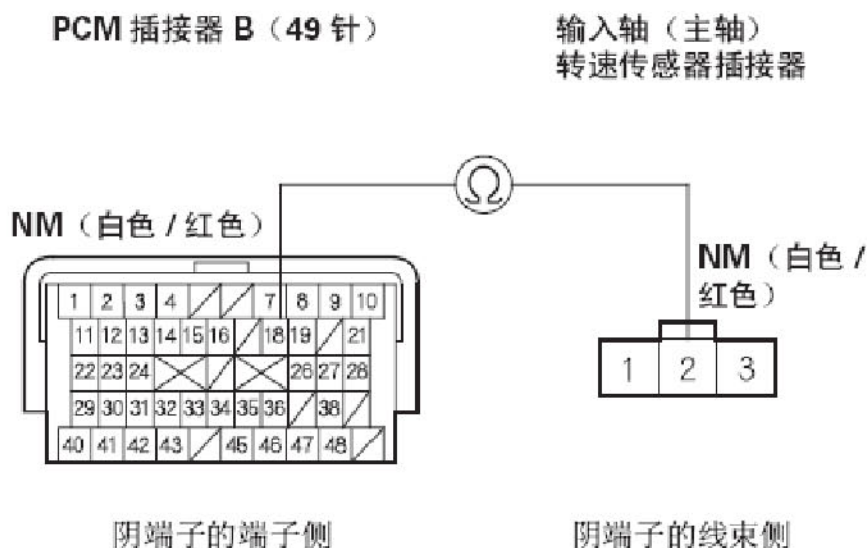 PCM 插接器 B（49 针）
输入轴（主轴）
转速传感器插接器
Ω
NM（白色 / 红色）
NM（白色 /
红色）
1 2 3 4 7 8 9 10
11 12 13 14 15 16 18 19 21
22 23 24 26 27 28
29 30 31 32 33 34 35 36 38
40 41 42 43 45 46 47 48
1 2 3
阴端子的端子侧
阴端子的线束侧